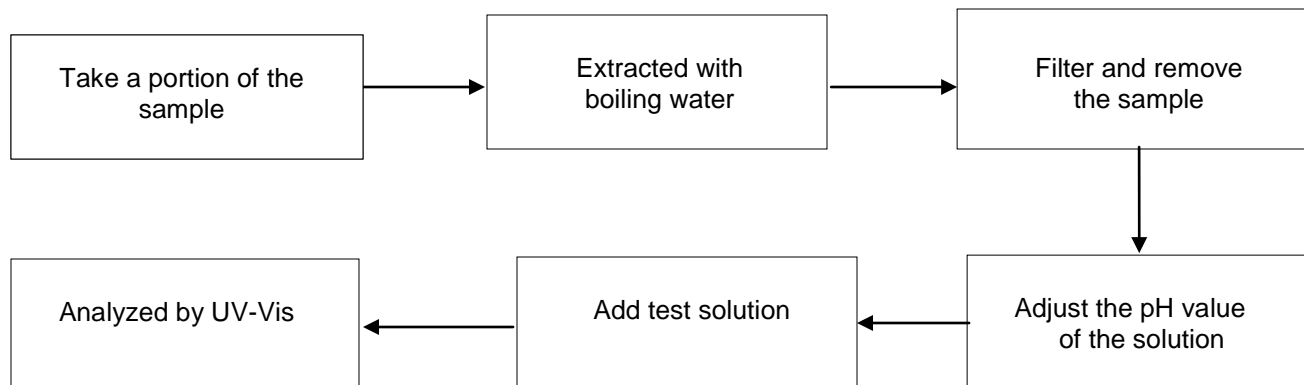 Take a portion of the
sample
Extracted with
boiling water
Filter and remove
the sample
Adjust the pH value
of the solution
Add test solution
Analyzed by UV-Vis